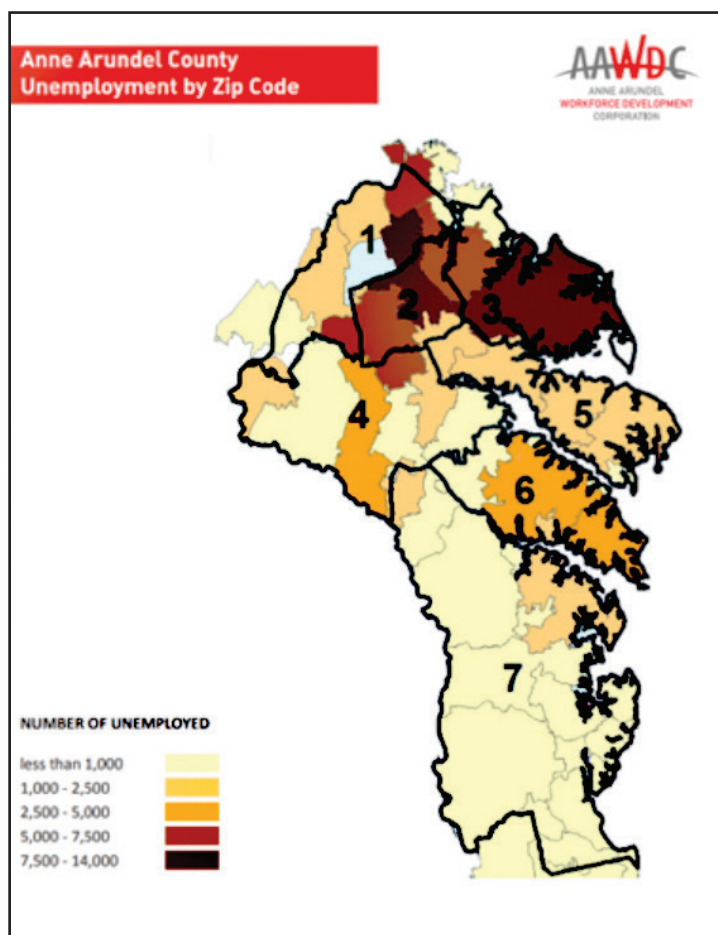 Anne Arundel County
Unemployment by Zip Code
AAWDC
ANNE ARUNDEL
WORKFORCE DEVELOPMENT
CORPORATION
1
2
3
4
5
6
7
NUMBER OF UNEMPLOYED
less than 1,000
1,000 - 2,500
2,500 - 5,000
5,000 - 7,500
7,500 - 14,000